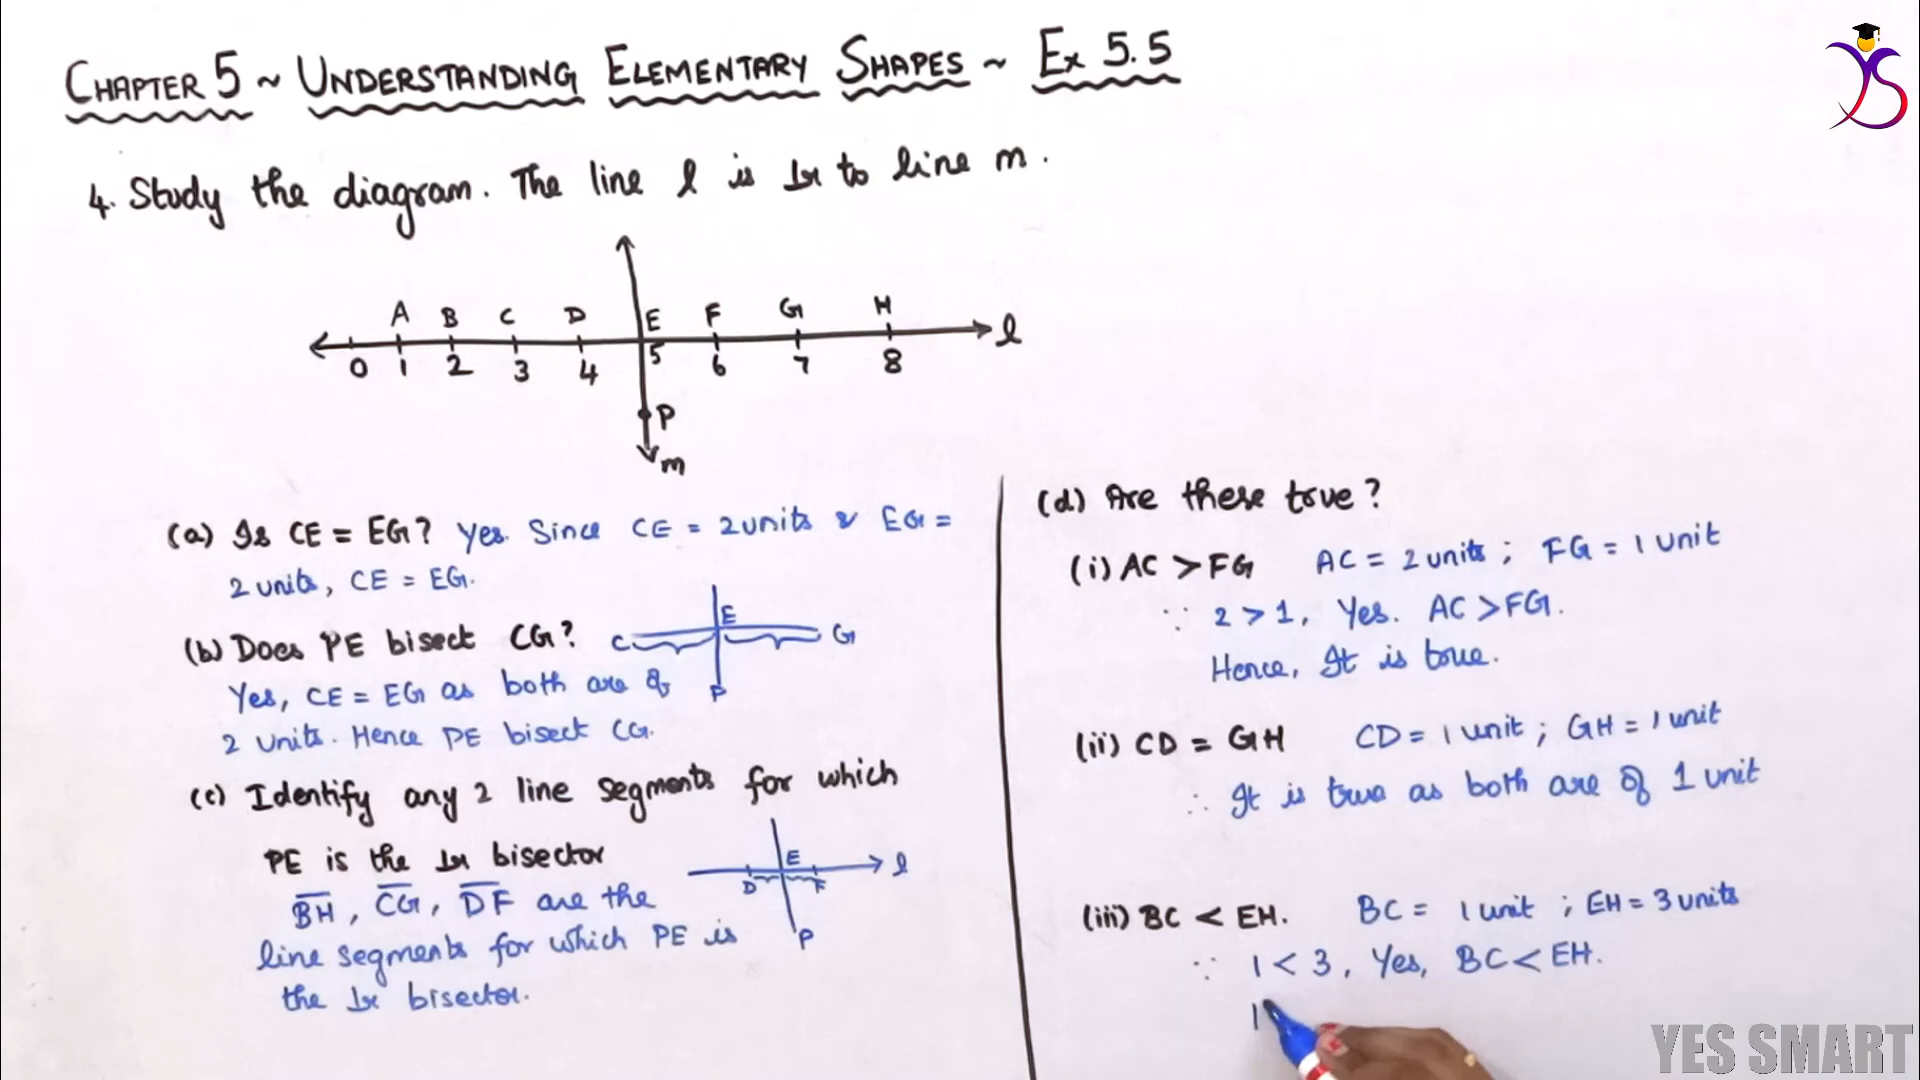 CHAPTER 5 ~ UNDERSTANDING ELEMENTARY SHAPES ~ Ex 5.5
4. Study the diagram. The line l is ⊥r to line m.
A B C D E F G H
l
0 1 2 3 4 5 6 7 8
P
m
(a) Is CE = EG? Yes. Since CE = 2 units & EG =
2 units, CE = EG.
(b) Does PE bisect CG?
C E G
P
Yes, CE = EG as both are of
2 units. Hence PE bisect CG.
(c) Identify any 2 line segments for which
PE is the ⊥r bisector
D E F l
P
B̅H̅, C̅G̅, D̅F̅ are the
line segments for which PE is
the ⊥r bisector.
(d) Are these true?
(i) AC > FG AC = 2 units ; FG = 1 unit
∵ 2 > 1, Yes. AC > FG.
Hence, It is true.
(ii) CD = GH CD = 1 unit ; GH = 1 unit
∴ It is true as both are of 1 unit
(iii) BC < EH. BC = 1 unit ; EH = 3 units
∵ 1 < 3, Yes, BC < EH.
YES SMART